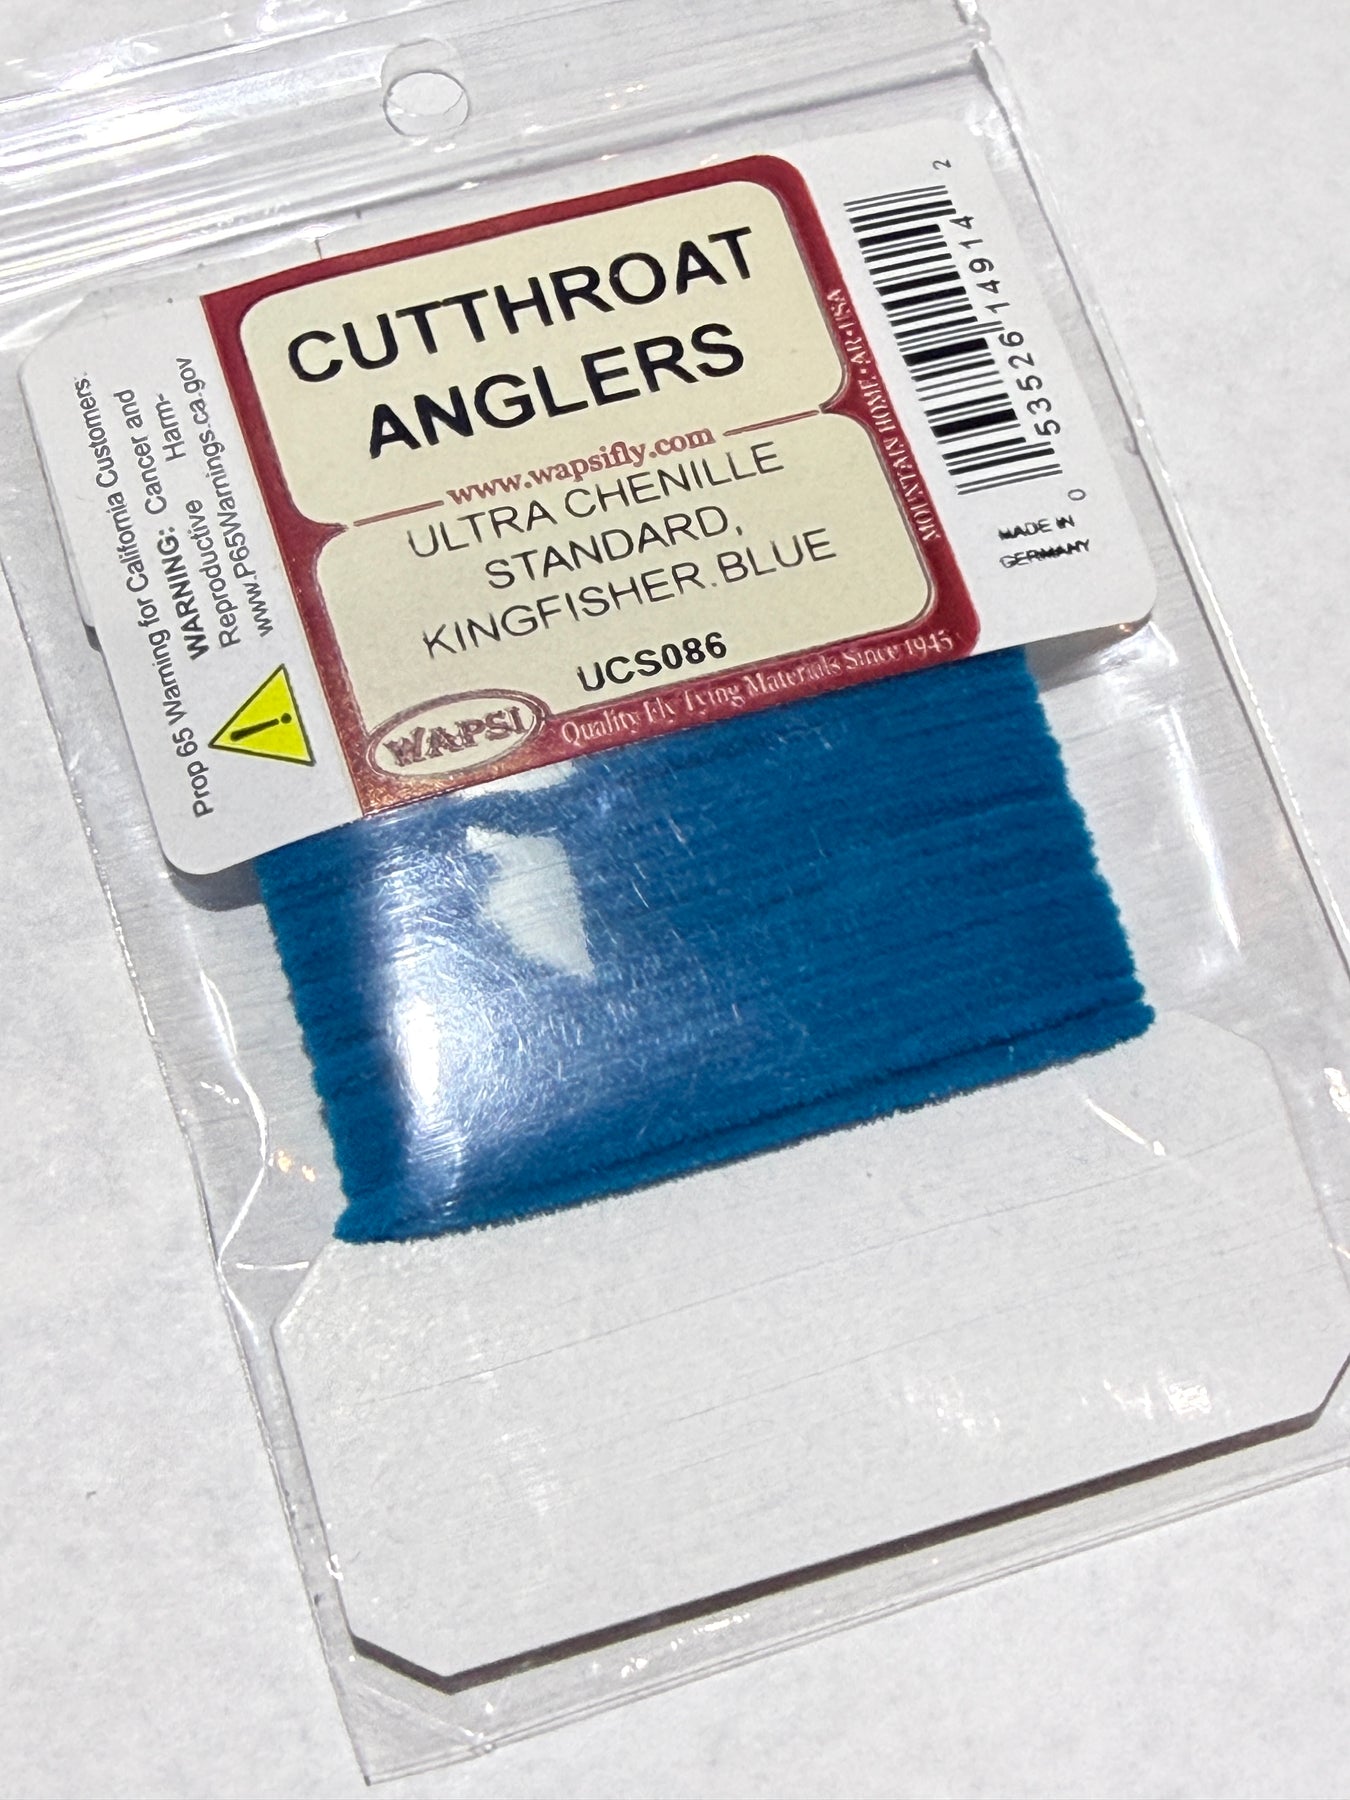 CUTTHROAT
ANGLERS
www.wapsifly.com
ULTRA CHENILLE
STANDARD,
KINGFISHER.BLUE
UCS086
WAPSI
Quality Fly Tying Materials Since 1945
MOUNTAIN HOME • AR • USA
Prop 65 Warning for California Customers.
WARNING: Cancer and
Reproductive Harm-
www.P65Warnings.ca.gov
0 53526 14914 2
MADE IN
GERMANY